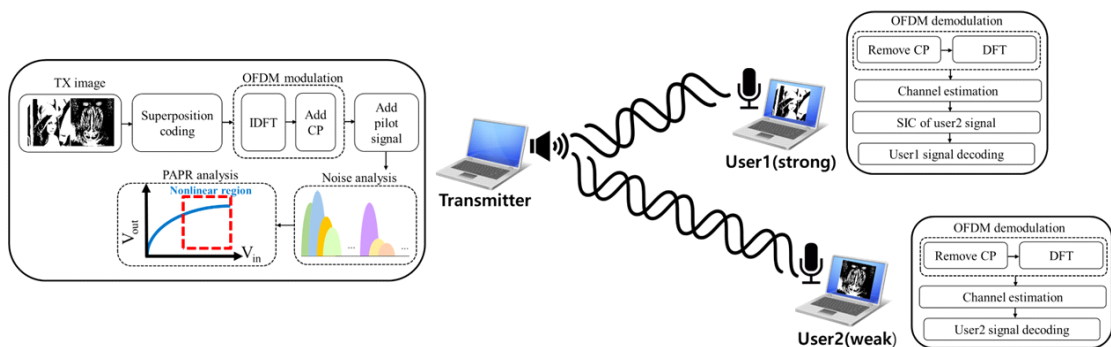 TX image
Superposition
coding
OFDM modulation
IDFT
Add
CP
Add
pilot
signal
PAPR analysis
Nonlinear region
Vout
Vin
Noise analysis
...
...
Transmitter
User1(strong)
OFDM demodulation
Remove CP
DFT
Channel estimation
SIC of user2 signal
User1 signal decoding
User2(weak)
OFDM demodulation
Remove CP
DFT
Channel estimation
User2 signal decoding